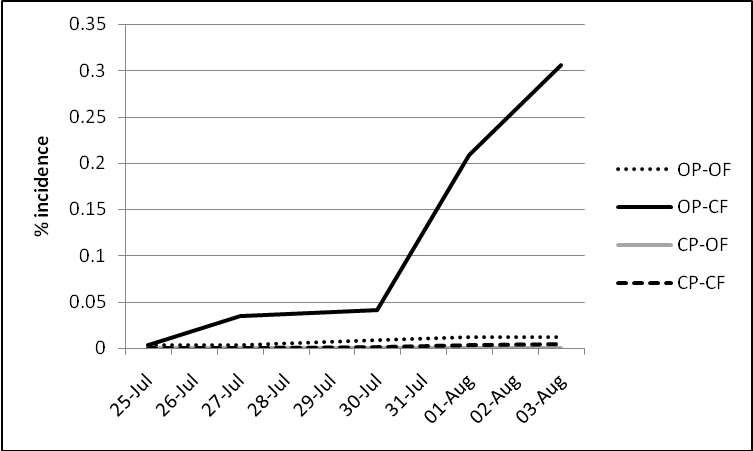 0.35
0.3
0.25
0.2
0.15
0.1
0.05
0
% incidence
25-Jul
26-Jul
27-Jul
28-Jul
29-Jul
30-Jul
31-Jul
01-Aug
02-Aug
03-Aug
OP-OF
OP-CF
CP-OF
CP-CF